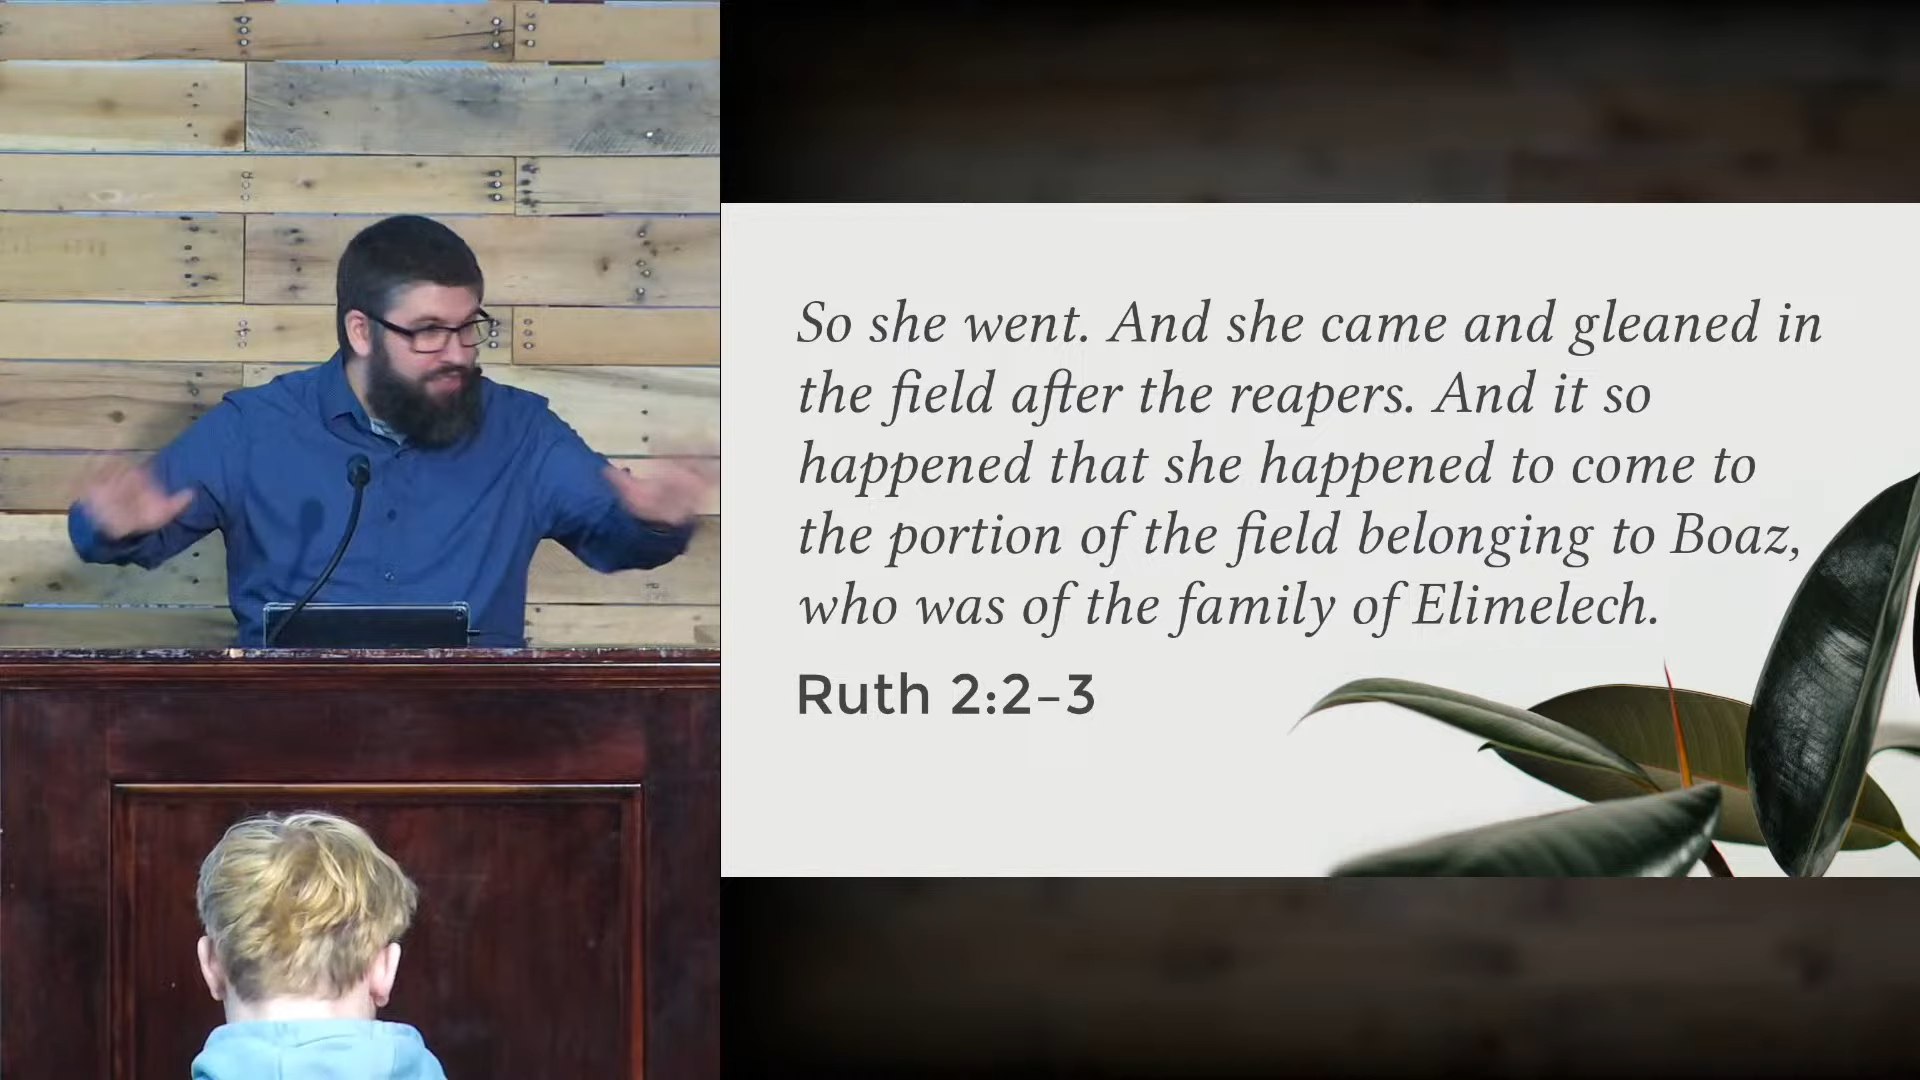 So she went. And she came and gleaned in
the field after the reapers. And it so
happened that she happened to come to
the portion of the field belonging to Boaz,
who was of the family of Elimelech.
Ruth 2:2–3